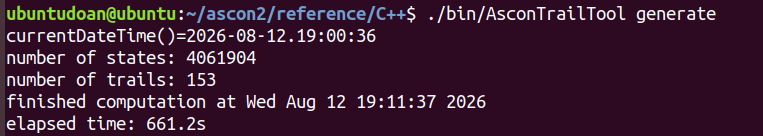 ubuntudoan@ubuntu:~/ascon2/reference/C++$ ./bin/AsconTrailTool generate
currentDateTime()=2026-08-12.19:00:36
number of states: 4061904
number of trails: 153
finished computation at Wed Aug 12 19:11:37 2026
elapsed time: 661.2s